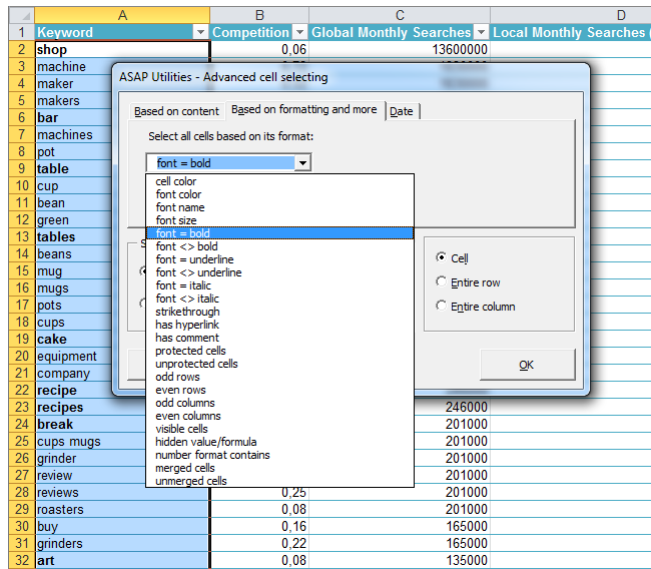 A B C D
1 Keyword Competition Global Monthly Searches Local Monthly Searches (
2 shop 0,06 13600000
3 machine
4 maker
5 makers
6 bar
7 machines
8 pot
9 table
10 cup
11 bean
12 green
13 tables
14 beans
15 mug
16 mugs
17 pots
18 cups
19 cake
20 equipment
21 company
22 recipe
23 recipes 246000
24 break 201000
25 cups mugs 201000
26 grinder 201000
27 review 201000
28 reviews 0,25 201000
29 roasters 0,08 201000
30 buy 0,16 165000
31 grinders 0,22 165000
32 art 0,08 135000
ASAP Utilities - Advanced cell selecting
Based on content Based on formatting and more Date
Select all cells based on its format:
font = bold
cell color
font color
font name
font size
font = bold
font <> bold
font = underline
font <> underline
font = italic
font <> italic
strikethrough
has hyperlink
has comment
protected cells
unprotected cells
odd rows
even rows
odd columns
even columns
visible cells
hidden value/formula
number format contains
merged cells
unmerged cells
S
Cell
Entire row
Entire column
OK